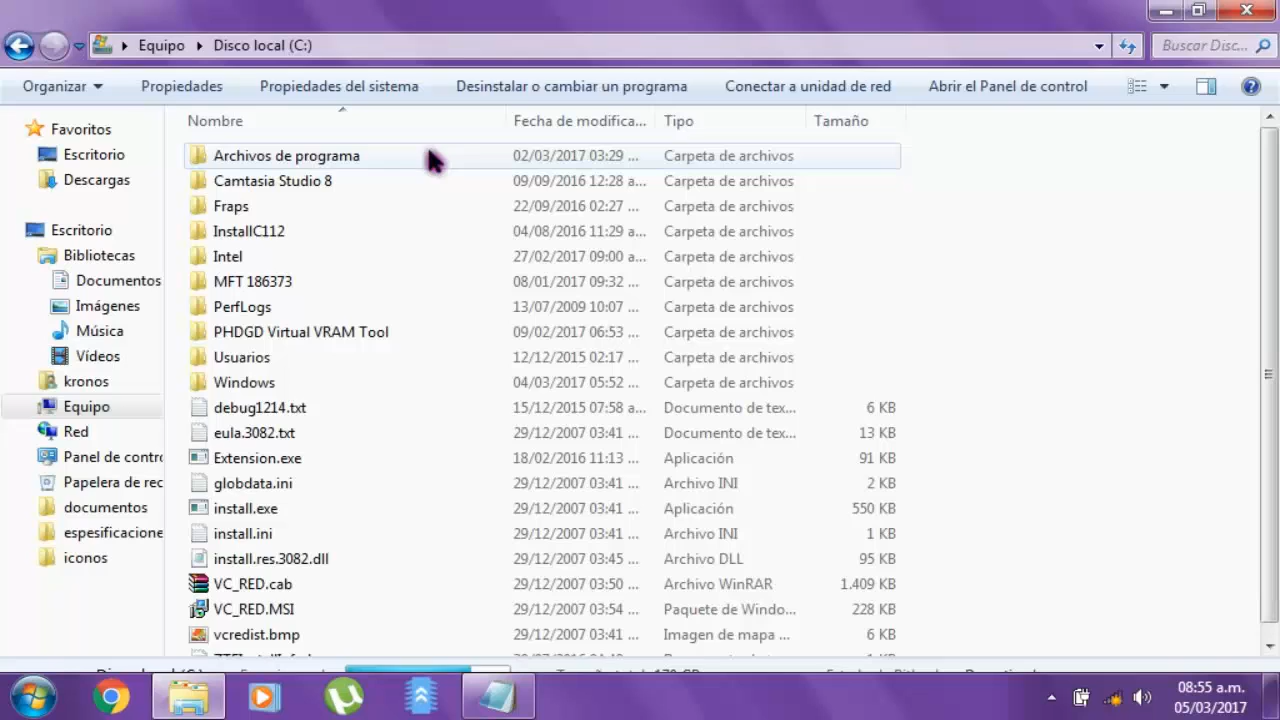 Equipo Disco local (C:) Buscar Disc...
Organizar Propiedades Propiedades del sistema Desinstalar o cambiar un programa Conectar a unidad de red Abrir el Panel de control
Favoritos
Escritorio
Descargas
Escritorio
Bibliotecas
Documentos
Imágenes
Música
Vídeos
kronos
Equipo
Red
Panel de contro
Papelera de rec
documentos
espesificacione
iconos
Nombre Fecha de modifica... Tipo Tamaño
Archivos de programa 02/03/2017 03:29 ... Carpeta de archivos
Camtasia Studio 8 09/09/2016 12:28 a... Carpeta de archivos
Fraps 22/09/2016 02:27 ... Carpeta de archivos
InstallC112 04/08/2016 11:29 a... Carpeta de archivos
Intel 27/02/2017 09:00 a... Carpeta de archivos
MFT 186373 08/01/2017 09:32 ... Carpeta de archivos
PerfLogs 13/07/2009 10:07 ... Carpeta de archivos
PHDGD Virtual VRAM Tool 09/02/2017 06:53 ... Carpeta de archivos
Usuarios 12/12/2015 02:17 ... Carpeta de archivos
Windows 04/03/2017 05:52 ... Carpeta de archivos
debug1214.txt 15/12/2015 07:58 a... Documento de tex... 6 KB
eula.3082.txt 29/12/2007 03:41 ... Documento de tex... 13 KB
Extension.exe 18/02/2016 11:13 ... Aplicación 91 KB
globdata.ini 29/12/2007 03:41 ... Archivo INI 2 KB
install.exe 29/12/2007 03:41 ... Aplicación 550 KB
install.ini 29/12/2007 03:41 ... Archivo INI 1 KB
install.res.3082.dll 29/12/2007 03:45 ... Archivo DLL 95 KB
VC_RED.cab 29/12/2007 03:50 ... Archivo WinRAR 1.409 KB
VC_RED.MSI 29/12/2007 03:54 ... Paquete de Windo... 228 KB
vcredist.bmp 29/12/2007 03:41 ... Imagen de mapa ... 6 KB
08:55 a.m.
05/03/2017